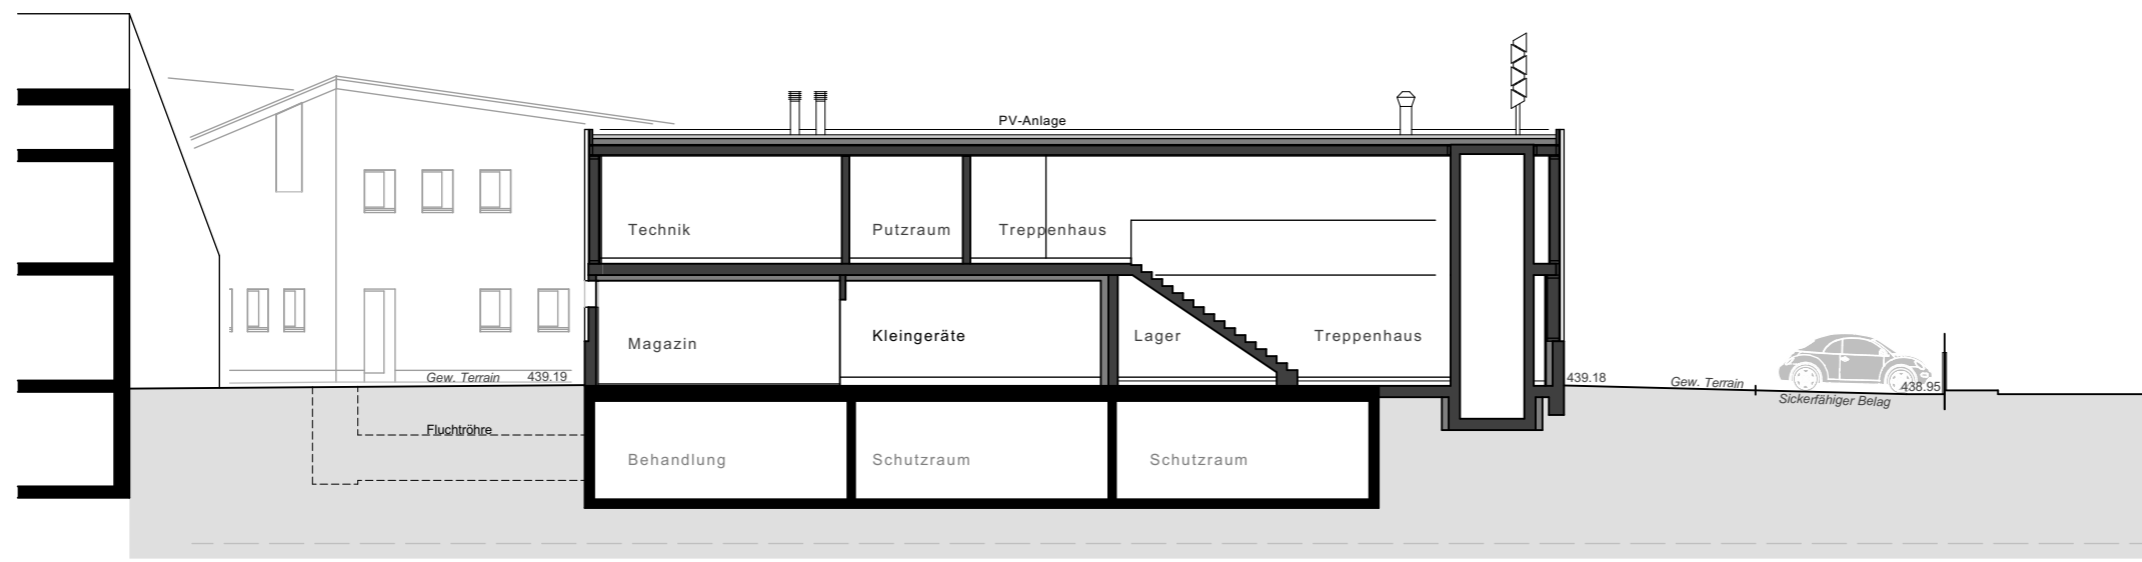 PV-Anlage
Technik
Putzraum
Treppenhaus
Magazin
Kleingeräte
Lager
Treppenhaus
Gew. Terrain
439.19
439.18
Gew. Terrain
438.95
Sickerfähiger Belag
Fluchtröhre
Behandlung
Schutzraum
Schutzraum